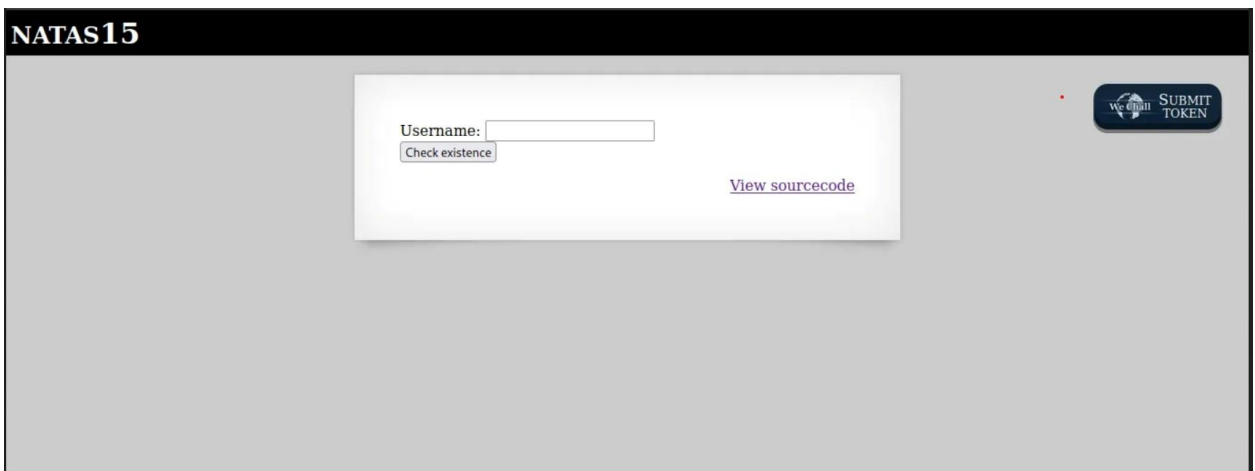 NATAS15
We Chall SUBMIT
TOKEN
Username:
Check existence
View sourcecode